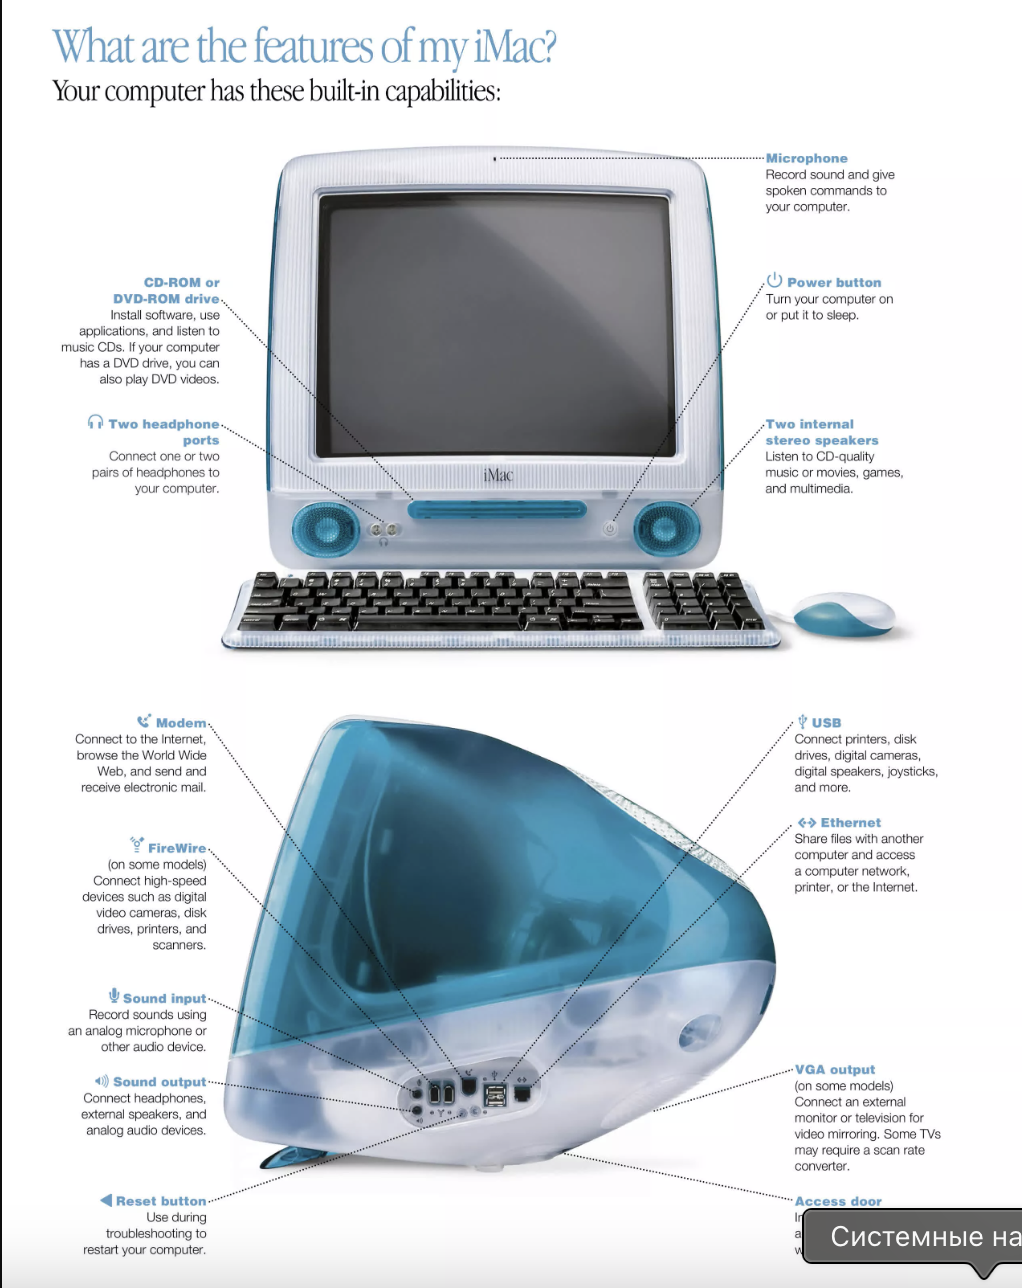 What are the features of my iMac?
Your computer has these built-in capabilities:
Microphone
Record sound and give
spoken commands to
your computer.
CD-ROM or
DVD-ROM drive
Install software, use
applications, and listen to
music CDs. If your computer
has a DVD drive, you can
also play DVD videos.
Power button
Turn your computer on
or put it to sleep.
Two headphone
ports
Connect one or two
pairs of headphones to
your computer.
Two internal
stereo speakers
Listen to CD-quality
music or movies, games,
and multimedia.
iMac
Modem
Connect to the Internet,
browse the World Wide
Web, and send and
receive electronic mail.
USB
Connect printers, disk
drives, digital cameras,
digital speakers, joysticks,
and more.
FireWire
(on some models)
Connect high-speed
devices such as digital
video cameras, disk
drives, printers, and
scanners.
Ethernet
Share files with another
computer and access
a computer network,
printer, or the Internet.
Sound input
Record sounds using
an analog microphone or
other audio device.
Sound output
Connect headphones,
external speakers, and
analog audio devices.
VGA output
(on some models)
Connect an external
monitor or television for
video mirroring. Some TVs
may require a scan rate
converter.
Reset button
Use during
troubleshooting to
restart your computer.
Access door
Системные на